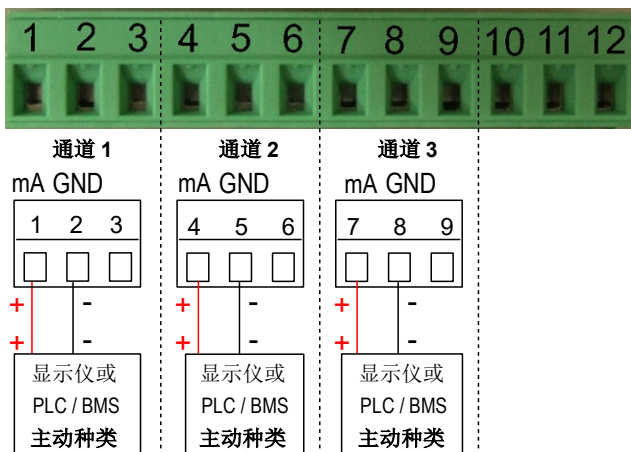 1 2 3 4 5 6 7 8 9 10 11 12
通道 1 通道 2 通道 3
mA GND mA GND mA GND
1 2 3 4 5 6 7 8 9
+ - + - + -
+ - + - + -
显示仪或 显示仪或 显示仪或
PLC / BMS PLC / BMS PLC / BMS
主动种类 主动种类 主动种类